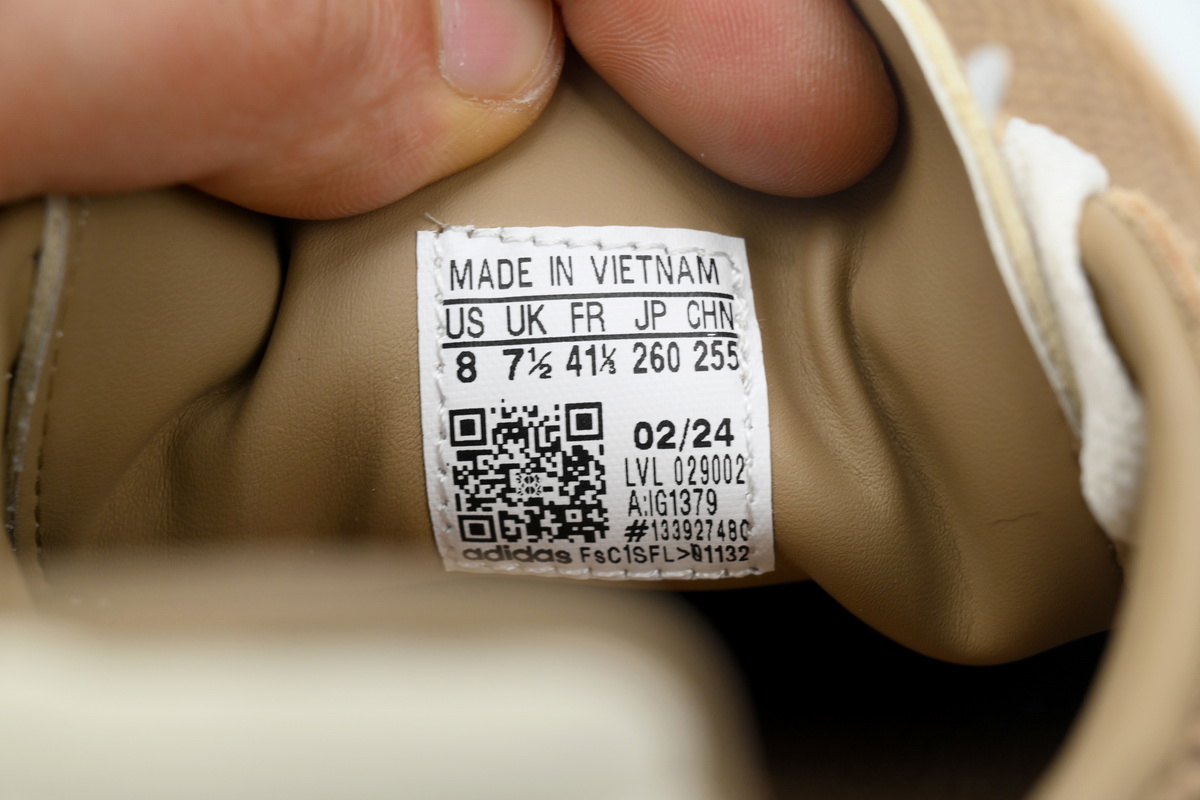 MADE IN VIETNAM
US UK FR JP CHN
8 7½ 41⅓ 260 255
02/24
LVL 029002
A:IG1379
#13392748C
adidas FsC1SFL>01132